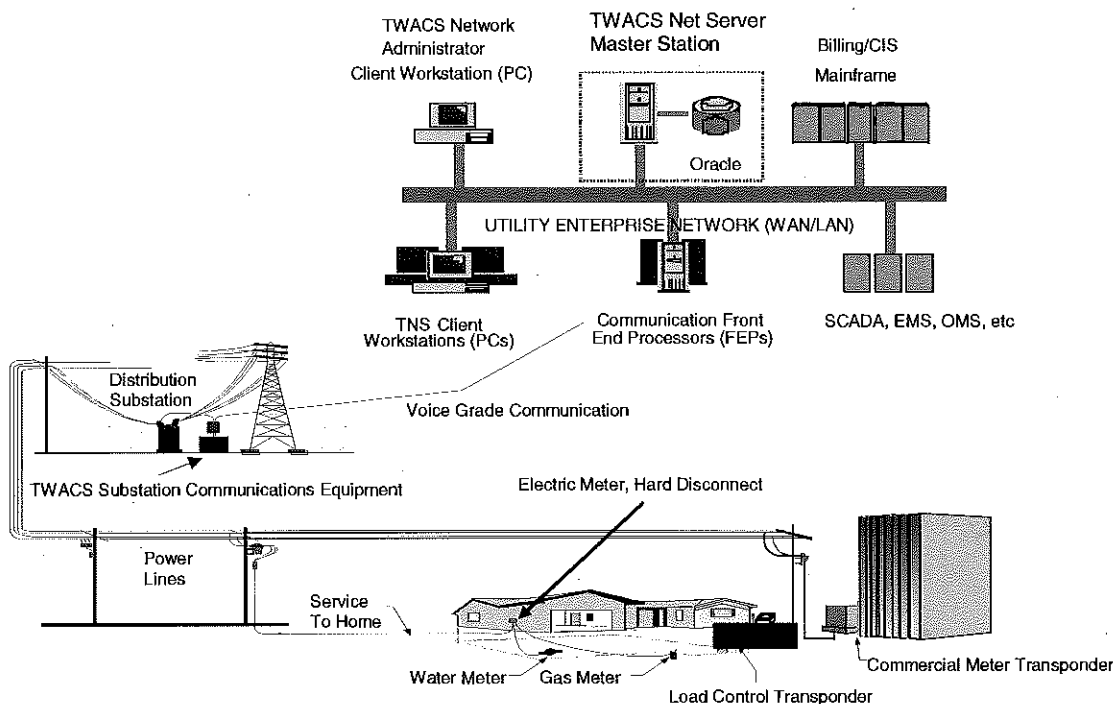 TWACS Network
Administrator
Client Workstation (PC)
TWACS Net Server
Master Station
Billing/CIS
Mainframe
Oracle
UTILITY ENTERPRISE NETWORK (WAN/LAN)
TNS Client
Workstations (PCs)
Communication Front
End Processors (FEPs)
SCADA, EMS, OMS, etc
Distribution
Substation
Voice Grade Communication
TWACS Substation Communications Equipment
Electric Meter, Hard Disconnect
Power
Lines
Service
To Home
Water Meter
Gas Meter
Load Control Transponder
Commercial Meter Transponder